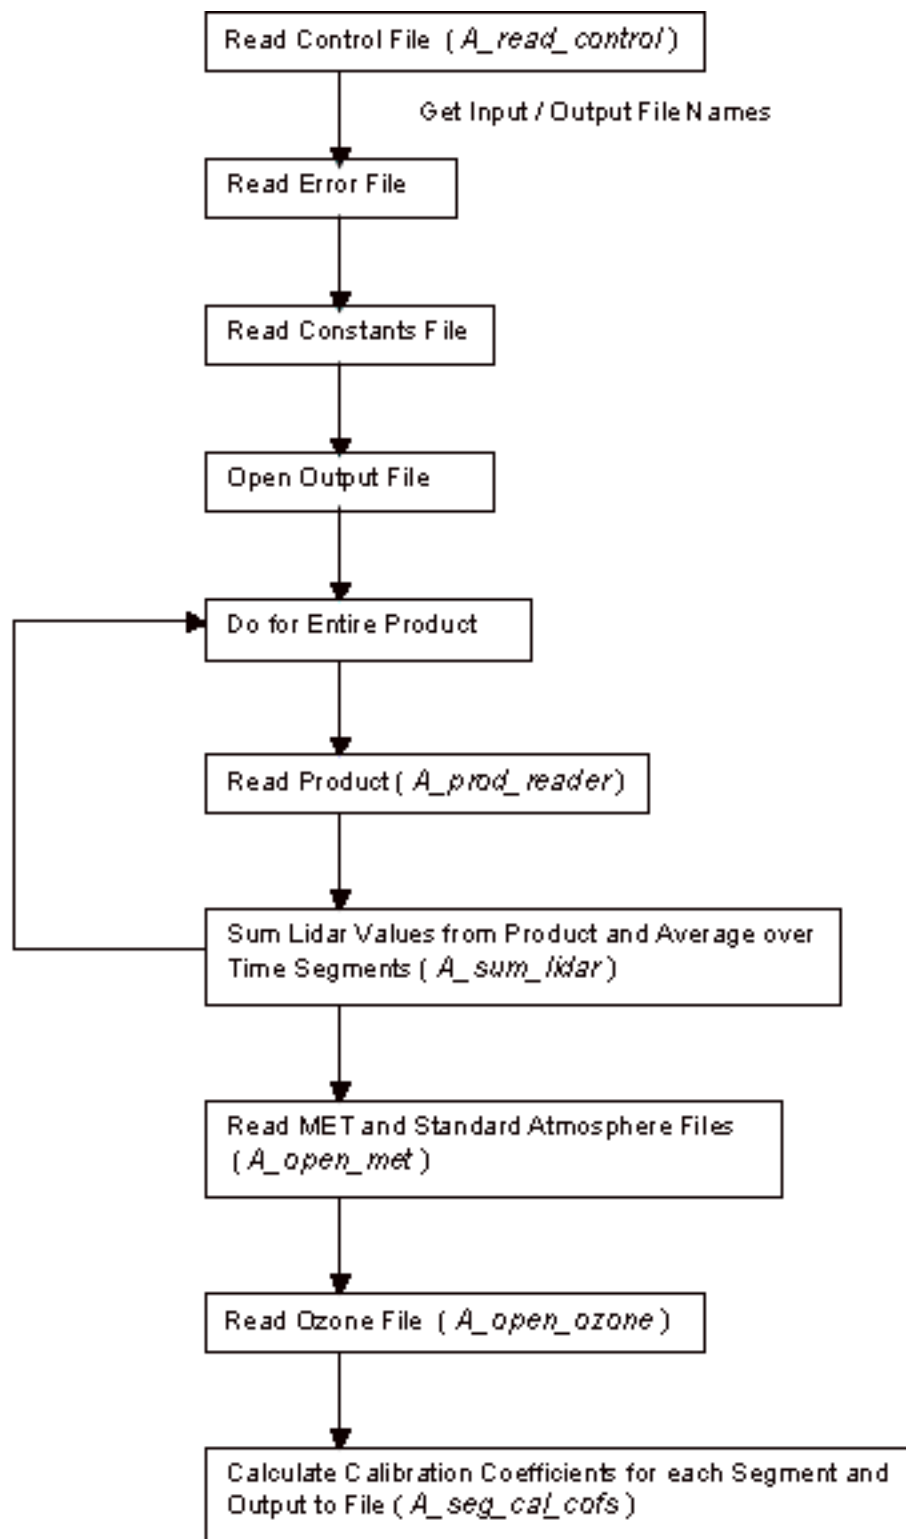 Read Control File ( A_read_control )
Get Input / Output File Names
Read Error File
Read Constants File
Open Output File
Do for Entire Product
Read Product ( A_prod_reader)
Sum Lidar Values from Product and Average over
Time Segments ( A_sum_lidar )
Read MET and Standard Atmosphere Files
( A_open_met )
Read Ozone File ( A_open_ozone )
Calculate Calibration Coefficients for each Segment and
Output to File ( A_seg_cal_cofs )